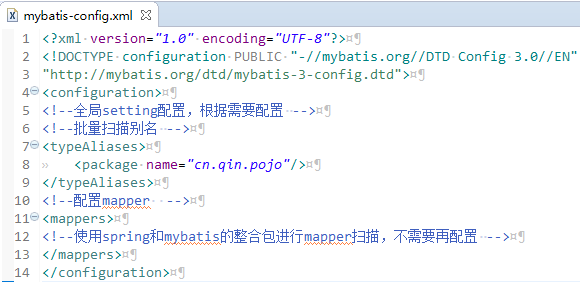 mybatis-config.xml
1 <?xml version="1.0" encoding="UTF-8"?>¤¶
2 <!DOCTYPE configuration PUBLIC "-//mybatis.org//DTD Config 3.0//EN"
3 "http://mybatis.org/dtd/mybatis-3-config.dtd">¤¶
4 <configuration>¤¶
5 <!--全局setting配置，根据需要配置 -->¤¶
6 <!--批量扫描别名 -->¤¶
7 <typeAliases>¤¶
8 » <package name="cn.qin.pojo"/>¤¶
9 </typeAliases>¤¶
10 <!--配置mapper  -->¤¶
11 <mappers>¤¶
12 <!--使用spring和mybatis的整合包进行mapper扫描，不需要再配置 -->¤¶
13 </mappers>¤¶
14 </configuration>¤¶